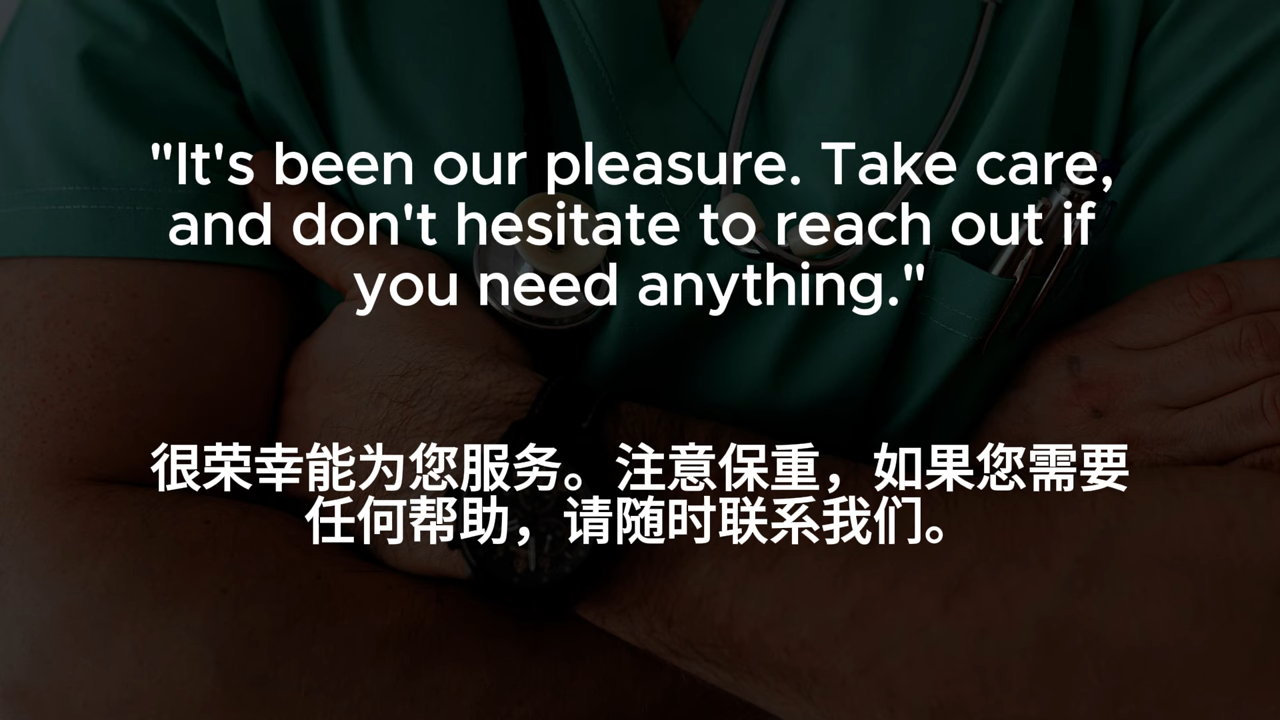 "It's been our pleasure. Take care,
and don't hesitate to reach out if
you need anything."
很荣幸能为您服务。注意保重，如果您需要
任何帮助，请随时联系我们。